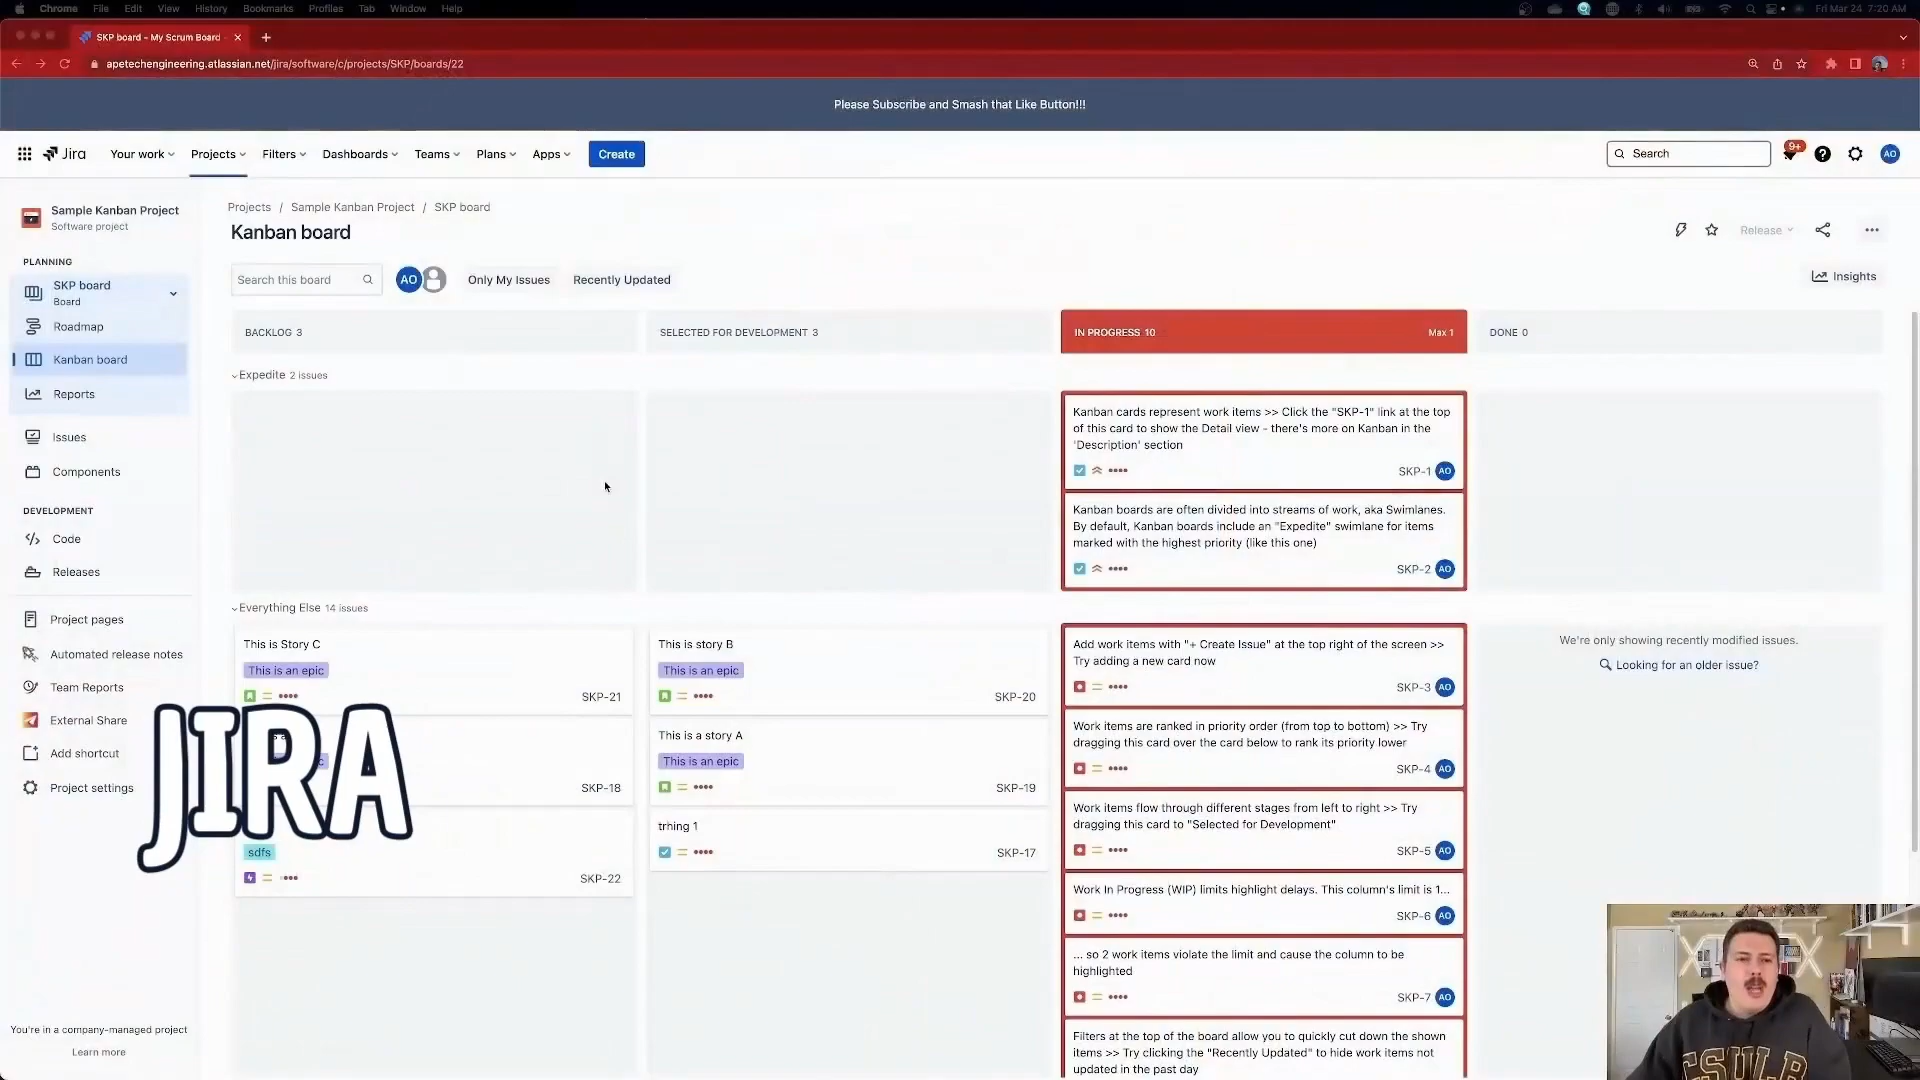 Chrome File Edit View History Bookmarks Profiles Tab Window Help
Fri Mar 24 7:20 AM
SKP board - My Scrum Board
apetechengineering.atlassian.net/jira/software/c/projects/SKP/boards/22
Please Subscribe and Smash that Like Button!!!
Jira Your work Projects Filters Dashboards Teams Plans Apps Create
Search
9+
AO
Sample Kanban Project
Software project
PLANNING
SKP board
Board
Roadmap
Kanban board
Reports
Issues
Components
DEVELOPMENT
Code
Releases
Project pages
Automated release notes
Team Reports
External Share
Add shortcut
Project settings
You're in a company-managed project
Learn more
Projects / Sample Kanban Project / SKP board
Kanban board
Release
Search this board
AO
Only My Issues
Recently Updated
Insights
BACKLOG 3
SELECTED FOR DEVELOPMENT 3
IN PROGRESS 10
Max 1
DONE 0
Expedite 2 issues
Kanban cards represent work items >> Click the "SKP-1" link at the top
of this card to show the Detail view - there's more on Kanban in the
'Description' section
SKP-1 AO
Kanban boards are often divided into streams of work, aka Swimlanes.
By default, Kanban boards include an "Expedite" swimlane for items
marked with the highest priority (like this one)
SKP-2 AO
Everything Else 14 issues
This is Story C
This is an epic
SKP-21
SKP-18
sdfs
SKP-22
JIRA
This is story B
This is an epic
SKP-20
This is a story A
This is an epic
SKP-19
trhing 1
SKP-17
Add work items with "+ Create Issue" at the top right of the screen >>
Try adding a new card now
SKP-3 AO
Work items are ranked in priority order (from top to bottom) >> Try
dragging this card over the card below to rank its priority lower
SKP-4 AO
Work items flow through different stages from left to right >> Try
dragging this card to "Selected for Development"
SKP-5 AO
Work In Progress (WIP) limits highlight delays. This column's limit is 1...
SKP-6 AO
... so 2 work items violate the limit and cause the column to be
highlighted
SKP-7 AO
Filters at the top of the board allow you to quickly cut down the shown
items >> Try clicking the "Recently Updated" to hide work items not
updated in the past day
We're only showing recently modified issues.
Looking for an older issue?
CSULB